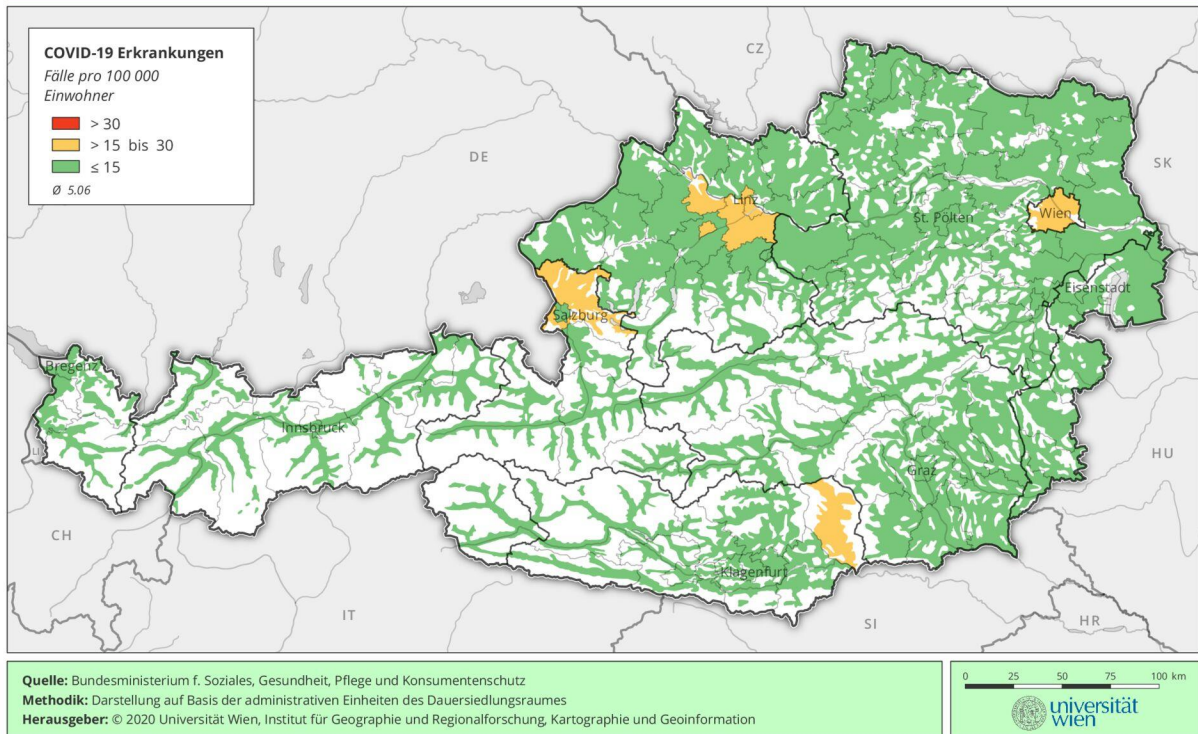 COVID-19 Erkrankungen
Fälle pro 100 000
Einwohner
> 30
> 15 bis 30
≤ 15
Ø 5.06
CZ
DE
SK
Linz
St. Pölten
Wien
Eisenstadt
Salzburg
Bregenz
Innsbruck
Graz
HU
CH
Klagenfurt
IT
SI
HR
Quelle: Bundesministerium f. Soziales, Gesundheit, Pflege und Konsumentenschutz
Methodik: Darstellung auf Basis der administrativen Einheiten des Dauersiedlungsraumes
Herausgeber: © 2020 Universität Wien, Institut für Geographie und Regionalforschung, Kartographie und Geoinformation
0 25 50 75 100 km
universität
wien